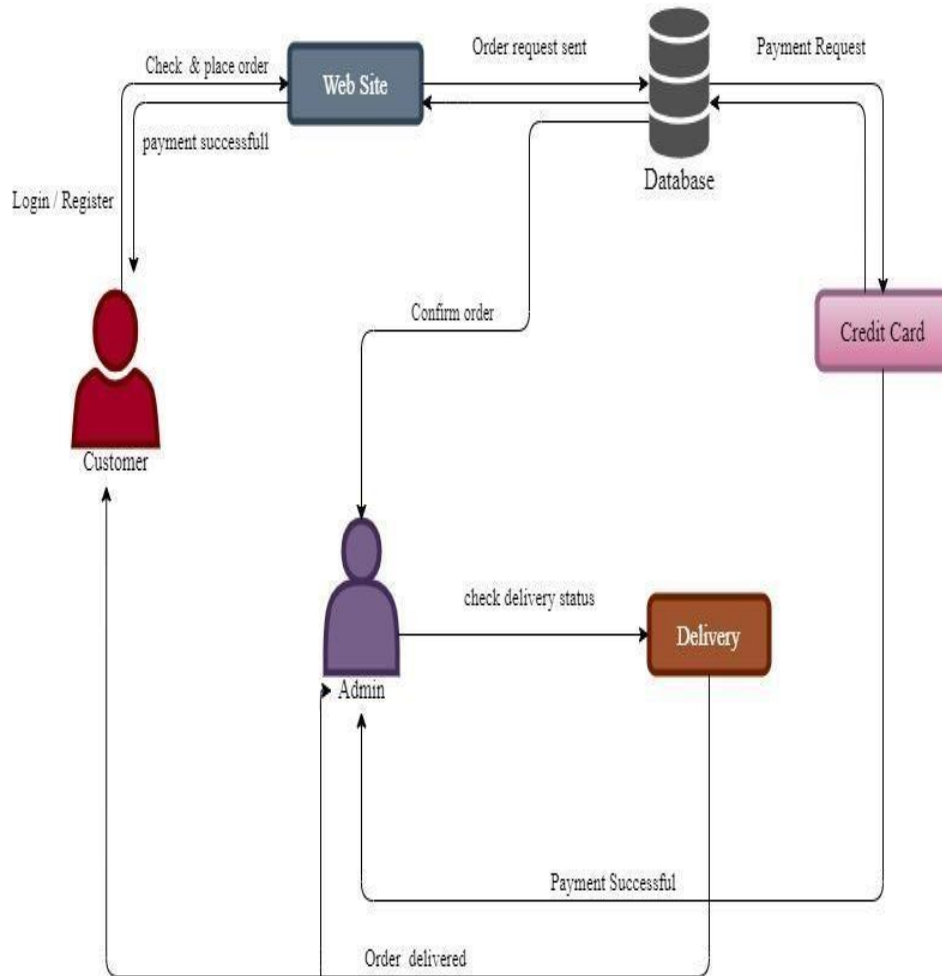 Order request sent
Payment Request
Check & place order
Web Site
payment successfull
Database
Login / Register
Confirm order
Credit Card
Customer
check delivery status
Delivery
Admin
Payment Successful
Order delivered